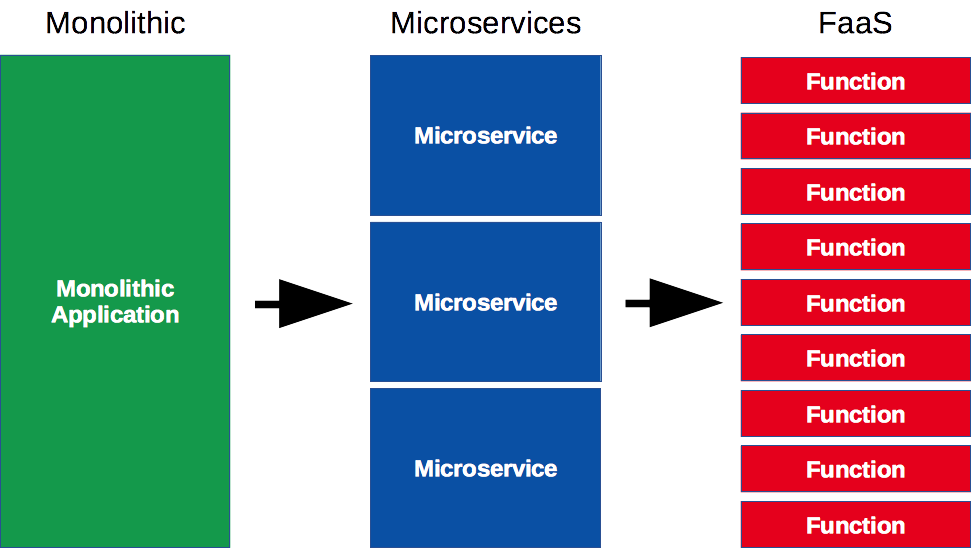 Monolithic
Microservices
FaaS
Monolithic
Application
Microservice
Microservice
Microservice
Function
Function
Function
Function
Function
Function
Function
Function
Function